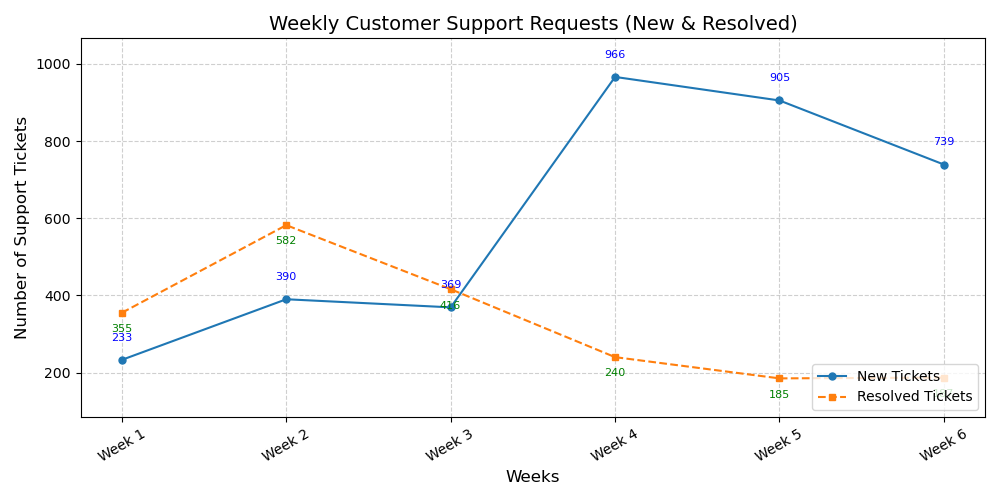 Weekly Customer Support Requests (New & Resolved)
Number of Support Tickets
1000
800
600
400
200
966
905
739
582
390
369
416
355
233
240
185
New Tickets
Resolved Tickets
Week 1
Week 2
Week 3
Week 4
Week 5
Week 6
Weeks